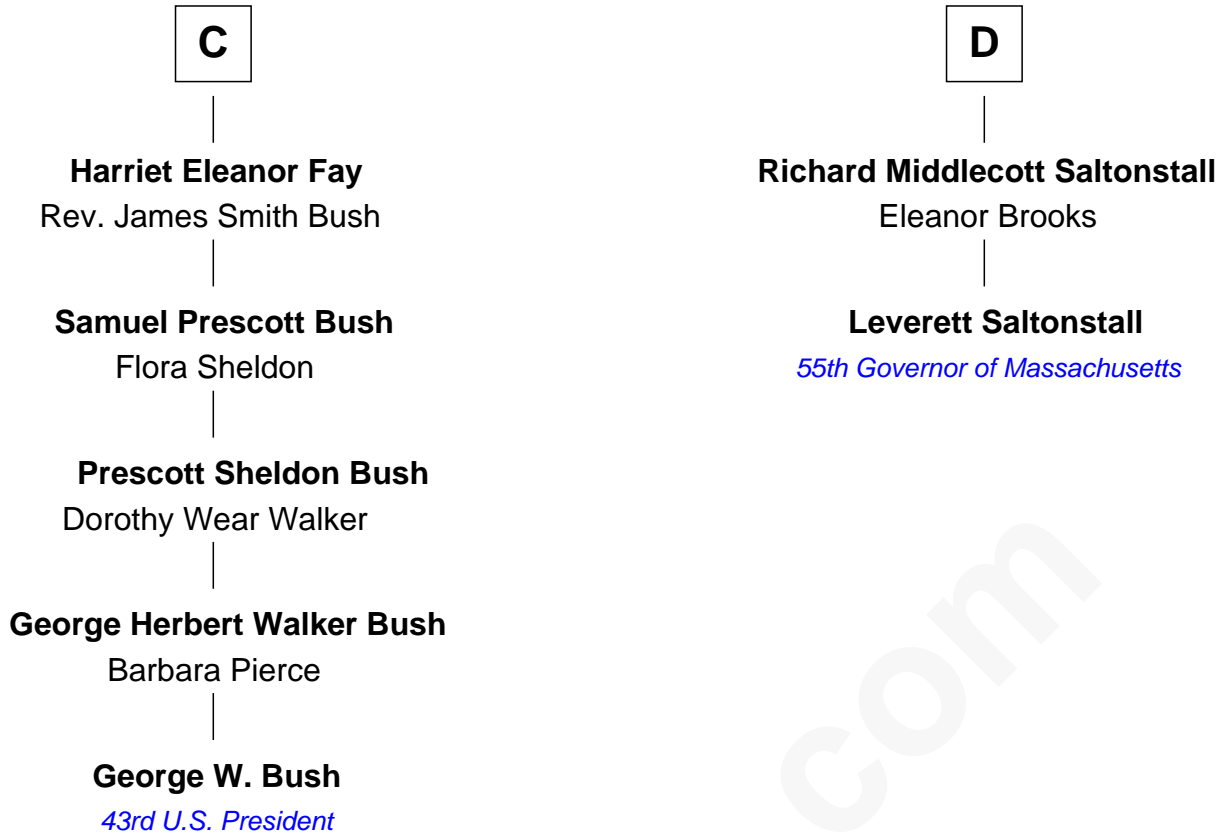 C
Harriet Eleanor Fay
Rev. James Smith Bush
Samuel Prescott Bush
Flora Sheldon
Prescott Sheldon Bush
Dorothy Wear Walker
George Herbert Walker Bush
Barbara Pierce
George W. Bush
43rd U.S. President
D
Richard Middlecott Saltonstall
Eleanor Brooks
Leverett Saltonstall
55th Governor of Massachusetts
com